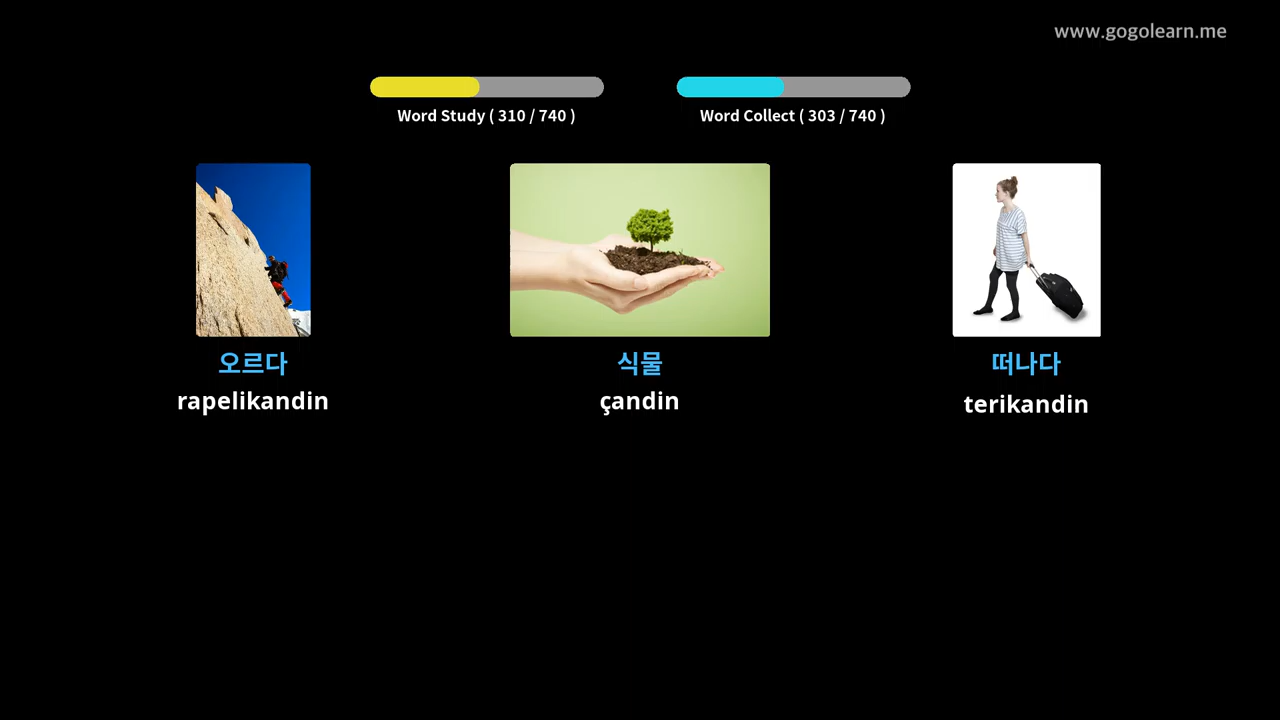 www.gogolearn.me
Word Study ( 310 / 740 )
Word Collect ( 303 / 740 )
오르다
rapelikandin
식물
çandin
떠나다
terikandin